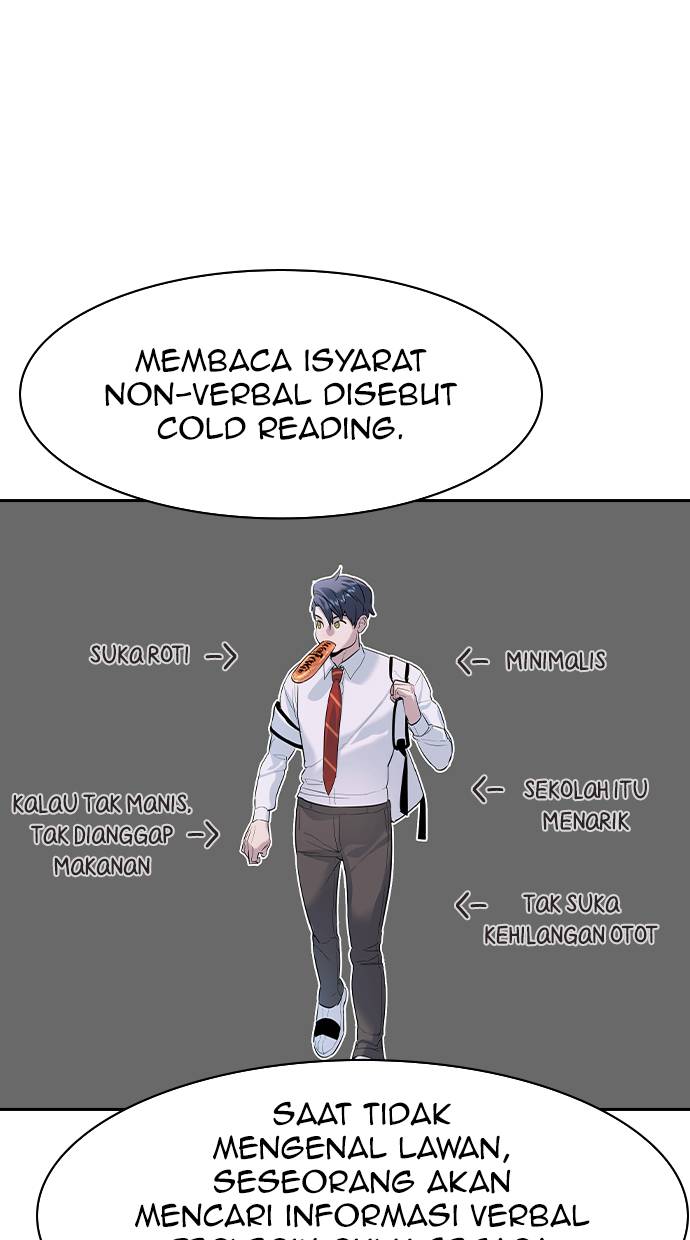 MEMBACA ISYARAT
NON-VERBAL DISEBUT
COLD READING.
SUKA ROTI
MINIMALIS
KALAU TAK MANIS,
TAK DIANGGAP
MAKANAN
SEKOLAH ITU
MENARIK
TAK SUKA
KEHILANGAN OTOT
SAAT TIDAK
MENGENAL LAWAN,
SESEORANG AKAN
MENCARI INFORMASI VERBAL